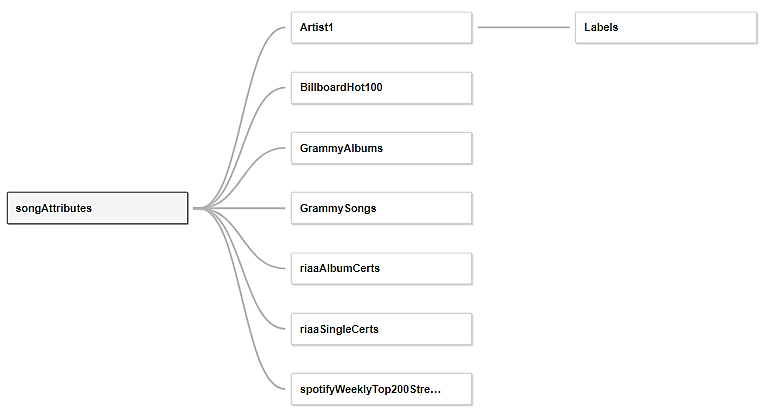 Artist1
Labels
BillboardHot100
GrammyAlbums
songAttributes
GrammySongs
riaaAlbumCerts
riaaSingleCerts
spotifyWeeklyTop200Stre...